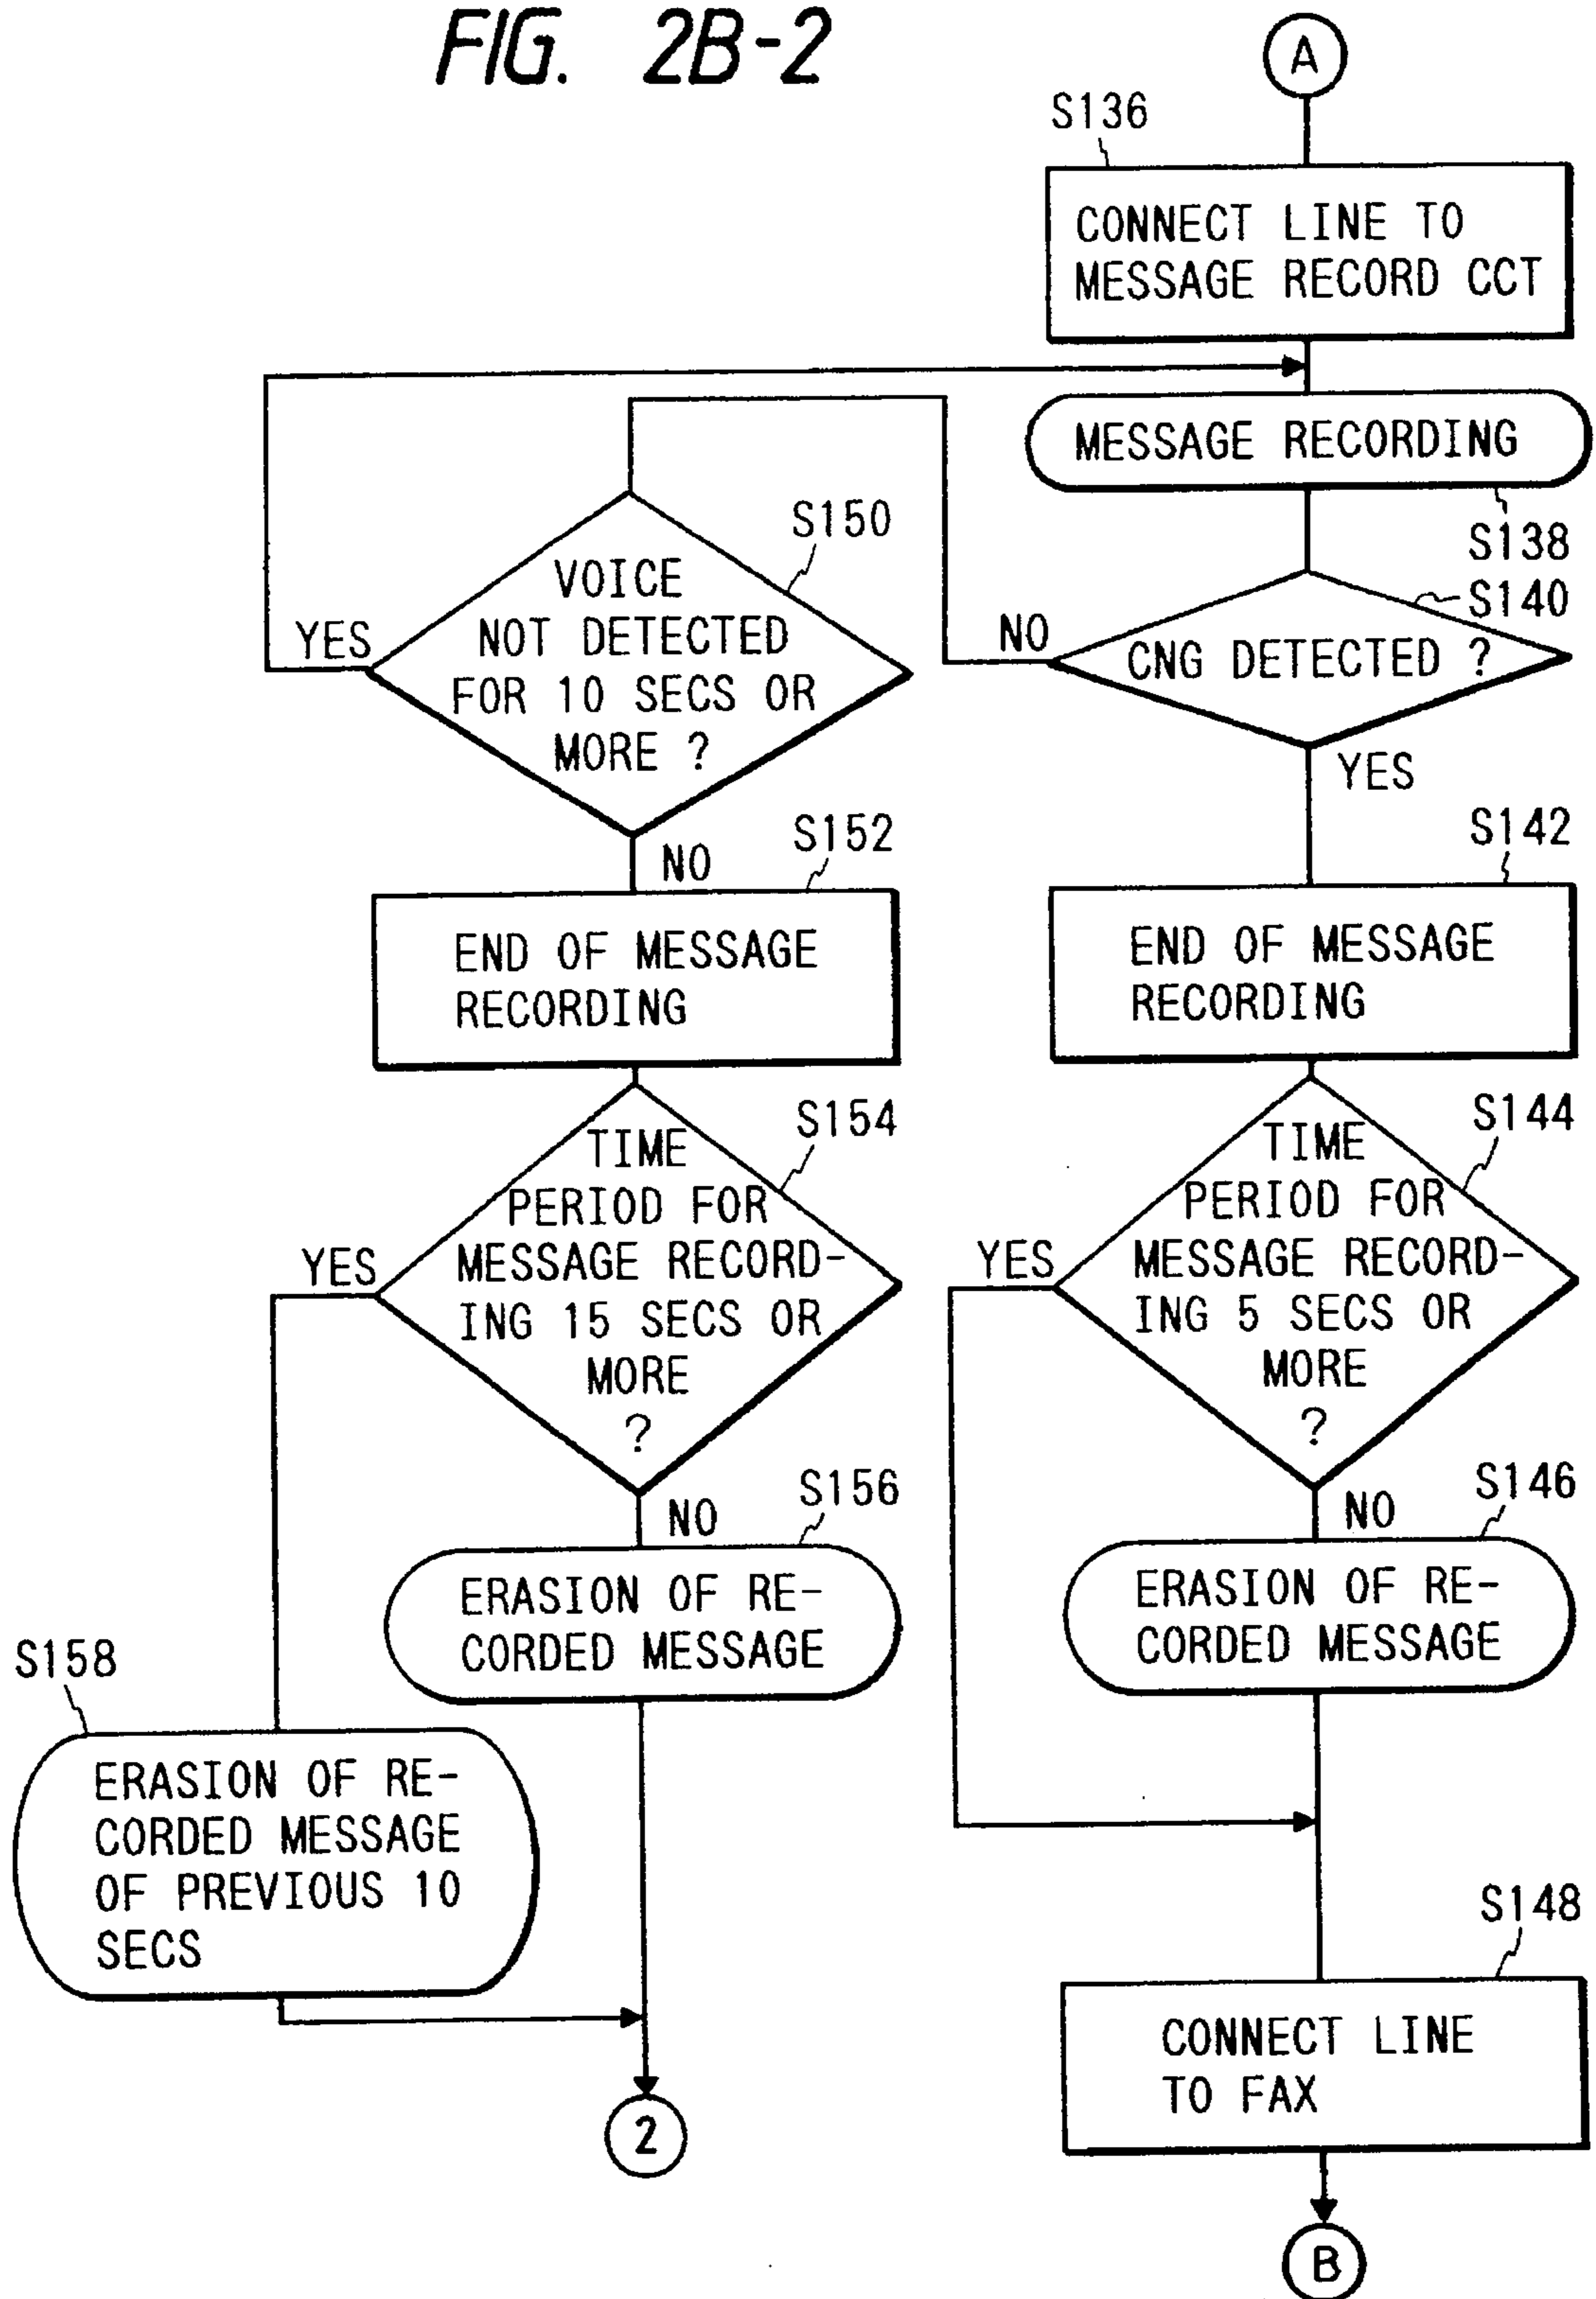 FIG. 2B-2
A
S136
CONNECT LINE TO
MESSAGE RECORD CCT
MESSAGE RECORDING
S138
S140
CNG DETECTED ?
NO
YES
S150
VOICE
NOT DETECTED
FOR 10 SECS OR
MORE ?
YES
NO
S152
END OF MESSAGE
RECORDING
S142
END OF MESSAGE
RECORDING
S154
TIME
PERIOD FOR
MESSAGE RECORD-
ING 15 SECS OR
MORE
?
YES
NO
S144
TIME
PERIOD FOR
MESSAGE RECORD-
ING 5 SECS OR
MORE
?
YES
NO
S156
ERASION OF RE-
CORDED MESSAGE
S146
ERASION OF RE-
CORDED MESSAGE
S158
ERASION OF RE-
CORDED MESSAGE
OF PREVIOUS 10
SECS
S148
CONNECT LINE
TO FAX
2
B